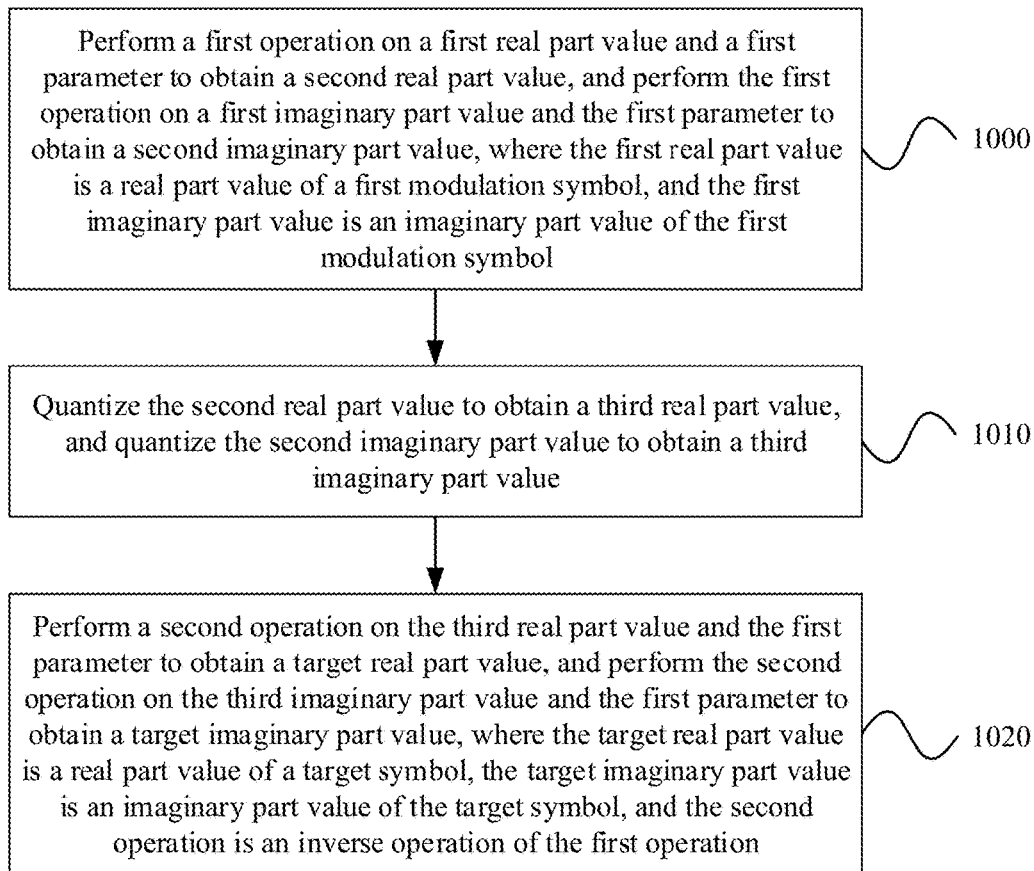 Perform a first operation on a first real part value and a first
parameter to obtain a second real part value, and perform the first
operation on a first imaginary part value and the first parameter to
obtain a second imaginary part value, where the first real part value
is a real part value of a first modulation symbol, and the first
imaginary part value is an imaginary part value of the first
modulation symbol
1000
Quantize the second real part value to obtain a third real part value,
and quantize the second imaginary part value to obtain a third
imaginary part value
1010
Perform a second operation on the third real part value and the first
parameter to obtain a target real part value, and perform the second
operation on the third imaginary part value and the first parameter to
obtain a target imaginary part value, where the target real part value
is a real part value of a target symbol, the target imaginary part value
is an imaginary part value of the target symbol, and the second
operation is an inverse operation of the first operation
1020